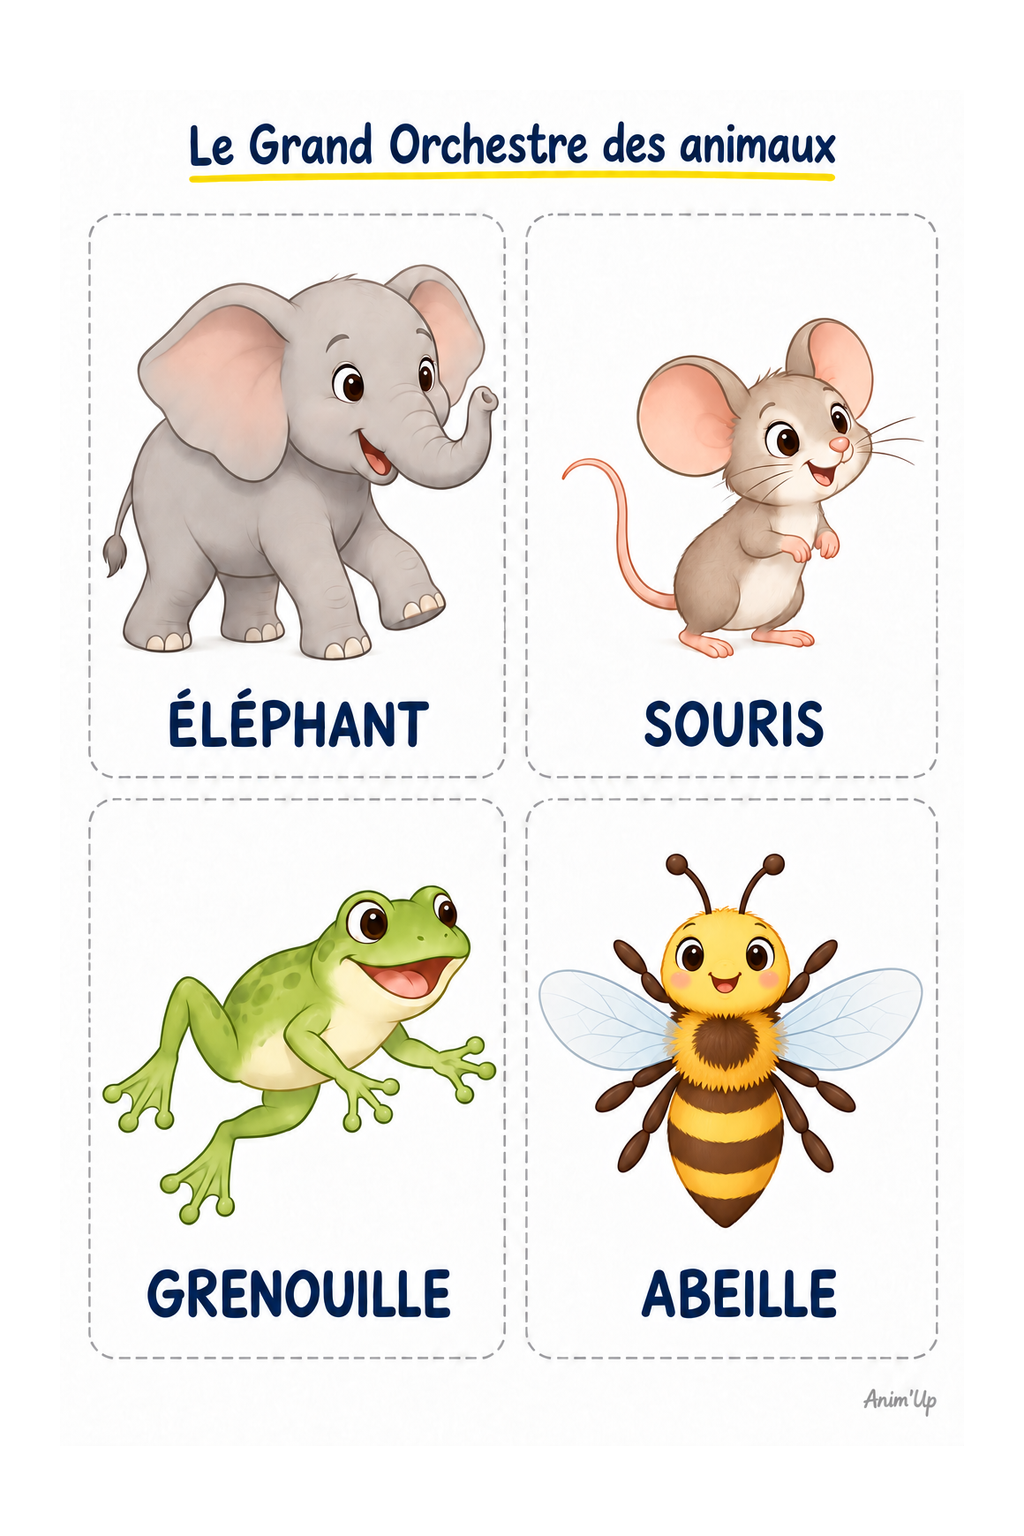 Le Grand Orchestre des animaux
ÉLÉPHANT
SOURIS
GRENOUILLE
ABEILLE
Anim'Up